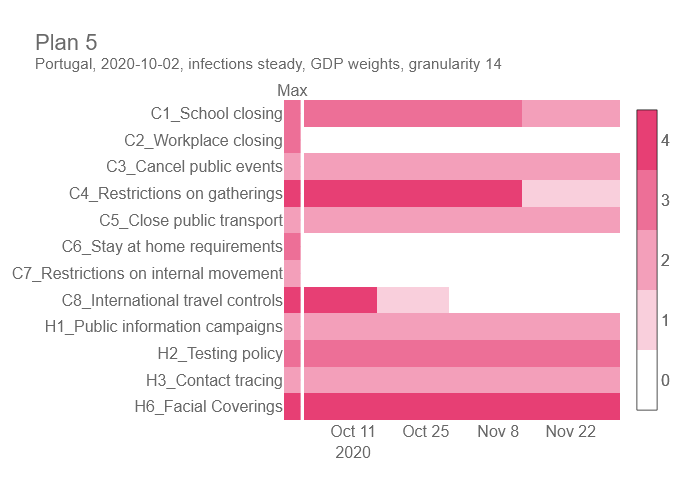 Plan 5
Portugal, 2020-10-02, infections steady, GDP weights, granularity 14
Max
C1_School closing
C2_Workplace closing
C3_Cancel public events
C4_Restrictions on gatherings
C5_Close public transport
C6_Stay at home requirements
C7_Restrictions on internal movement
C8_International travel controls
H1_Public information campaigns
H2_Testing policy
H3_Contact tracing
H6_Facial Coverings
4
3
2
1
0
Oct 11 Oct 25 Nov 8 Nov 22
2020